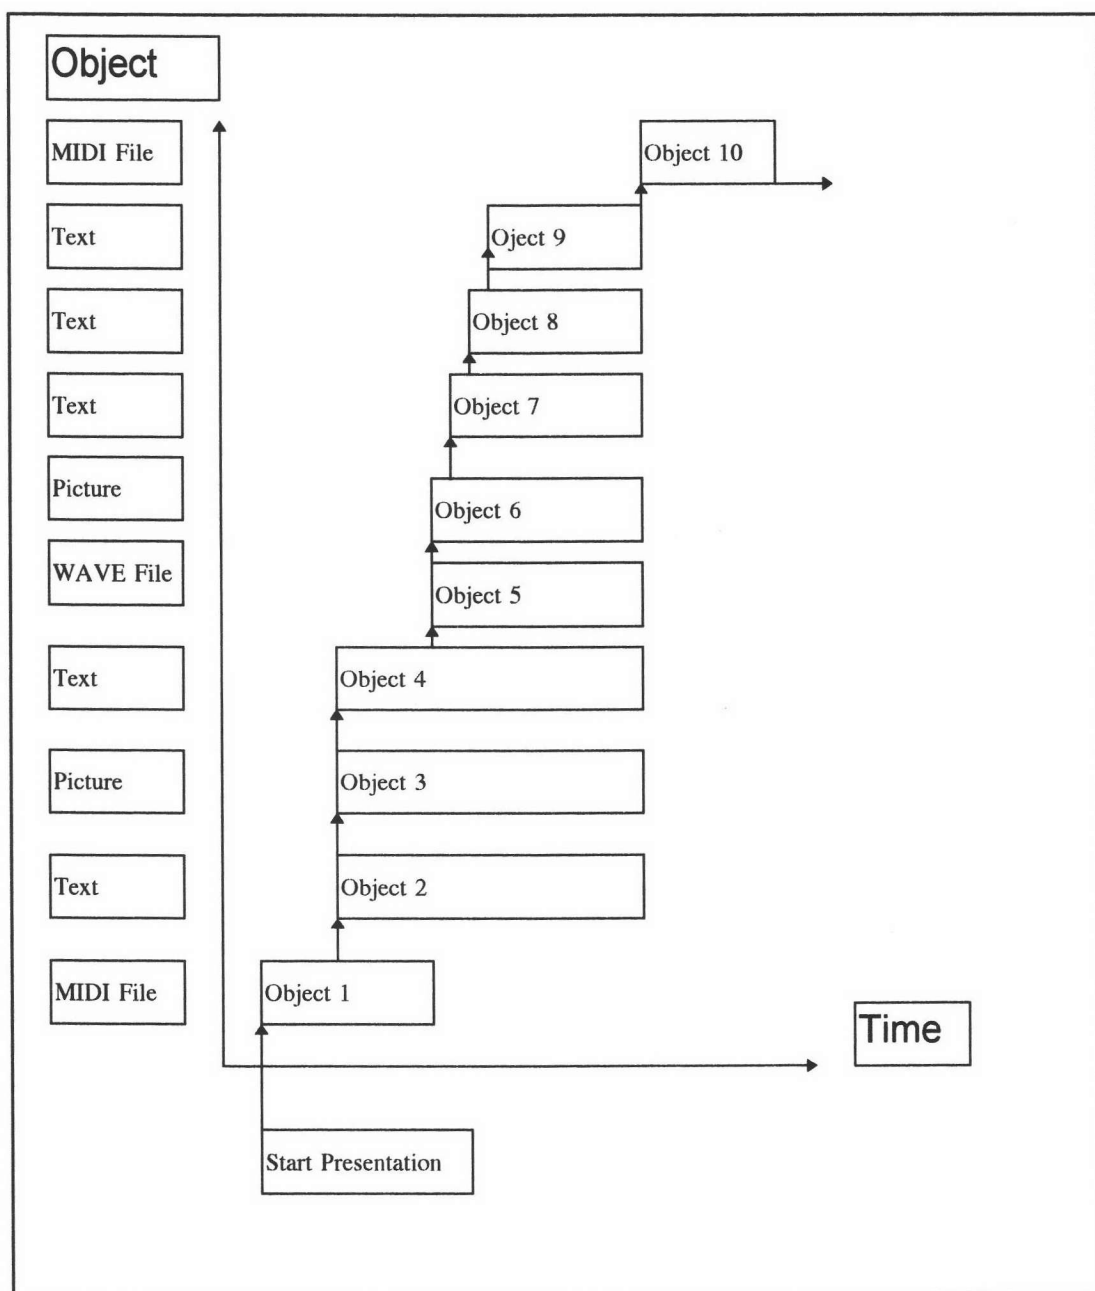 Object
MIDI File
Object 10
Text
Oject 9
Text
Object 8
Text
Object 7
Picture
Object 6
WAVE File
Object 5
Text
Object 4
Picture
Object 3
Text
Object 2
MIDI File
Object 1
Time
Start Presentation